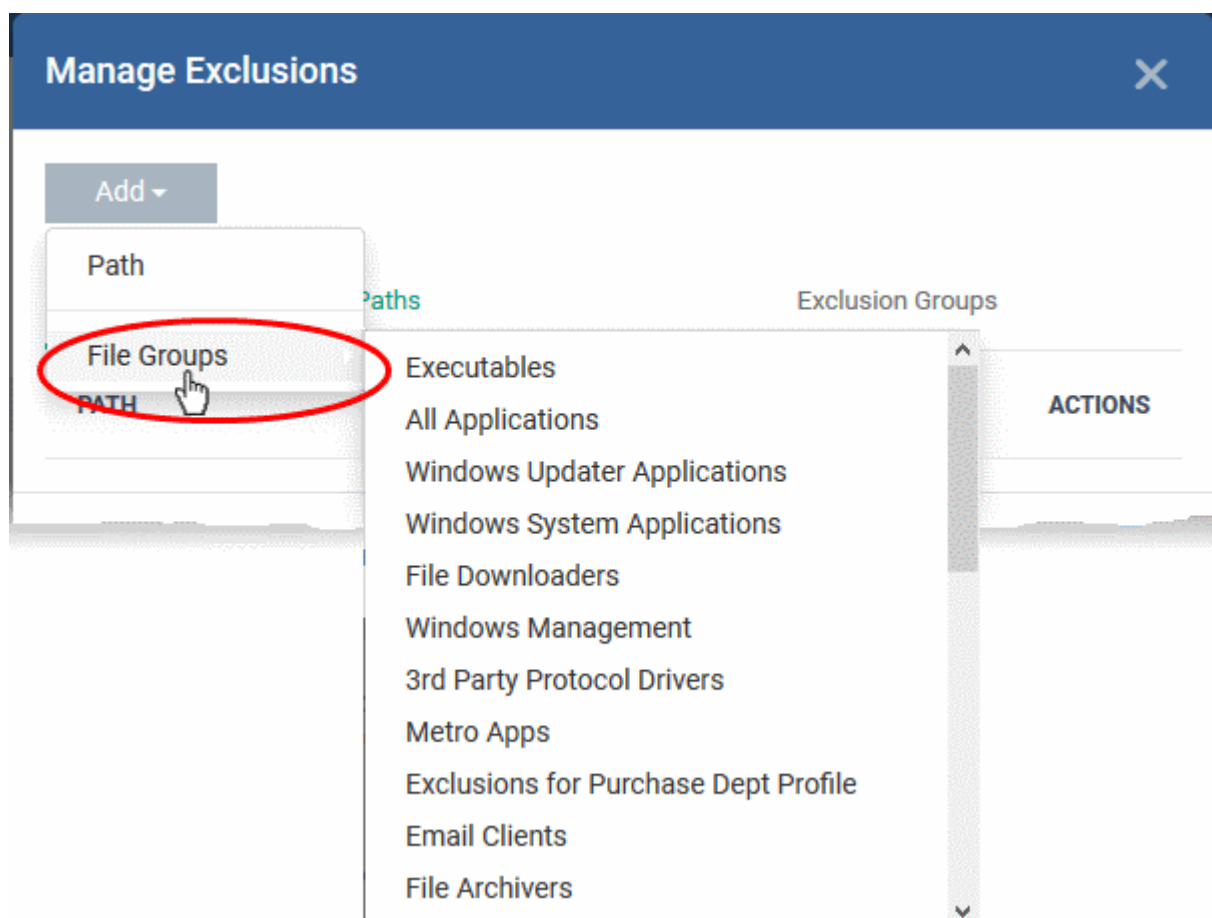 Manage Exclusions
Add
Path
Paths
Exclusion Groups
File Groups
PATH
ACTIONS
Executables
All Applications
Windows Updater Applications
Windows System Applications
File Downloaders
Windows Management
3rd Party Protocol Drivers
Metro Apps
Exclusions for Purchase Dept Profile
Email Clients
File Archivers